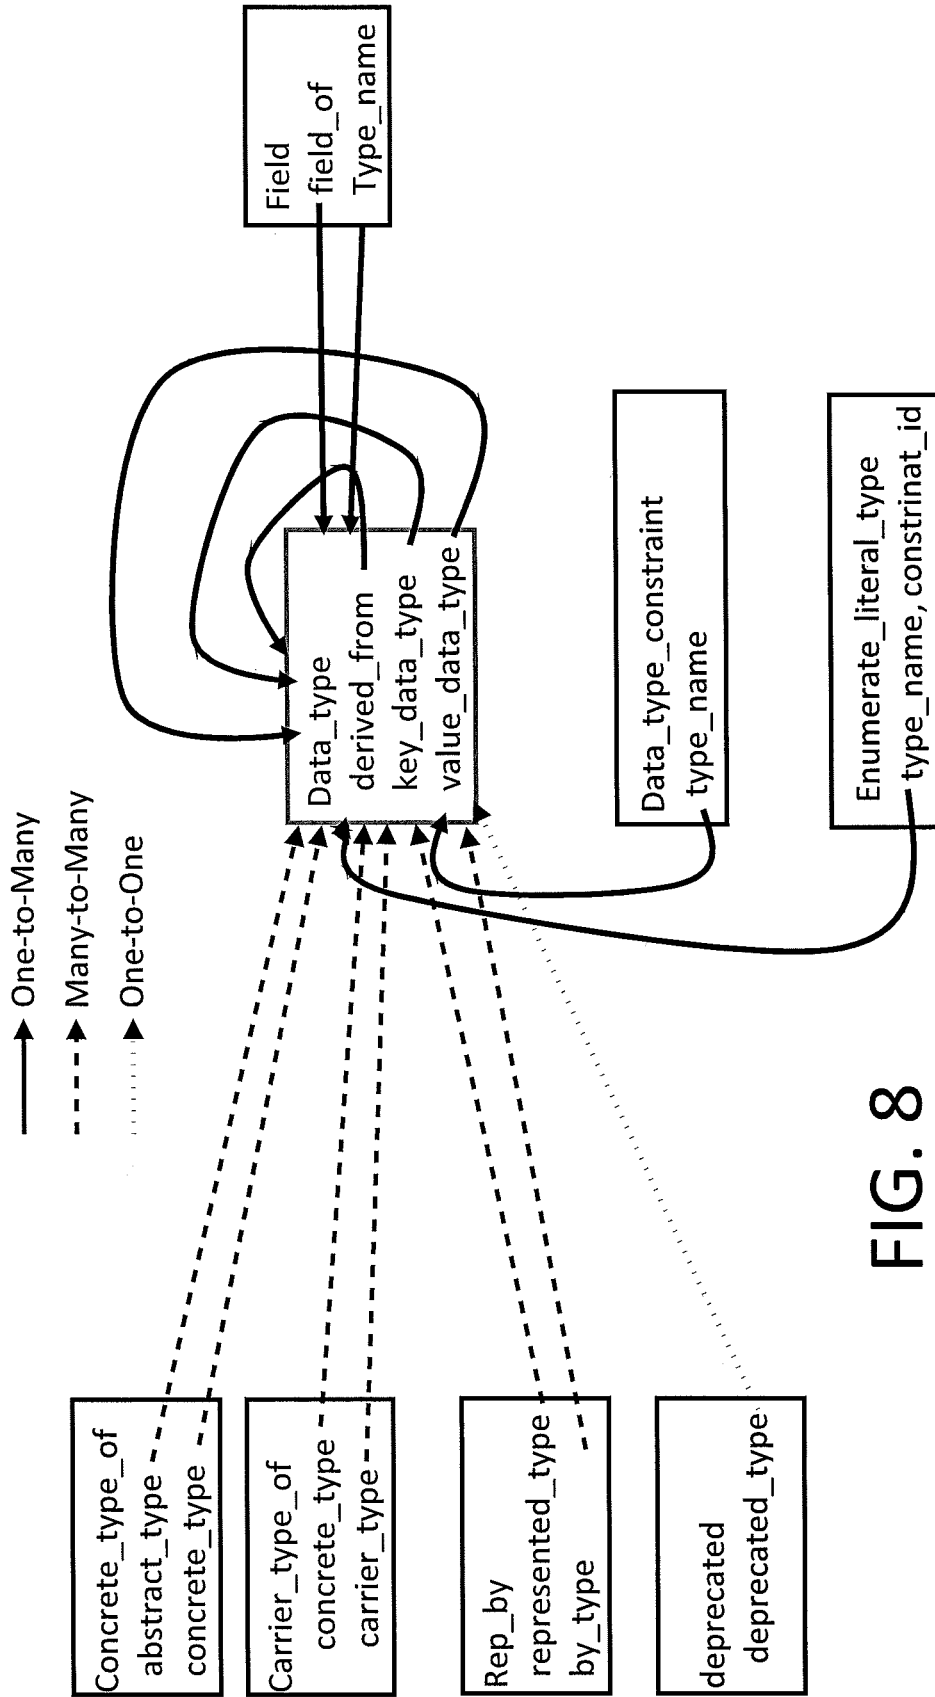 One-to-Many
Many-to-Many
One-to-One
Concrete_type_of
abstract_type
concrete_type
Carrier_type_of
concrete_type
carrier_type
Rep_by
represented_type
by_type
deprecated
deprecated_type
Data_type
derived_from
key_data_type
value_data_type
Field
field_of
Type_name
Data_type_constraint
type_name
Enumerate_literal_type
type_name, constrinat_id
FIG. 8